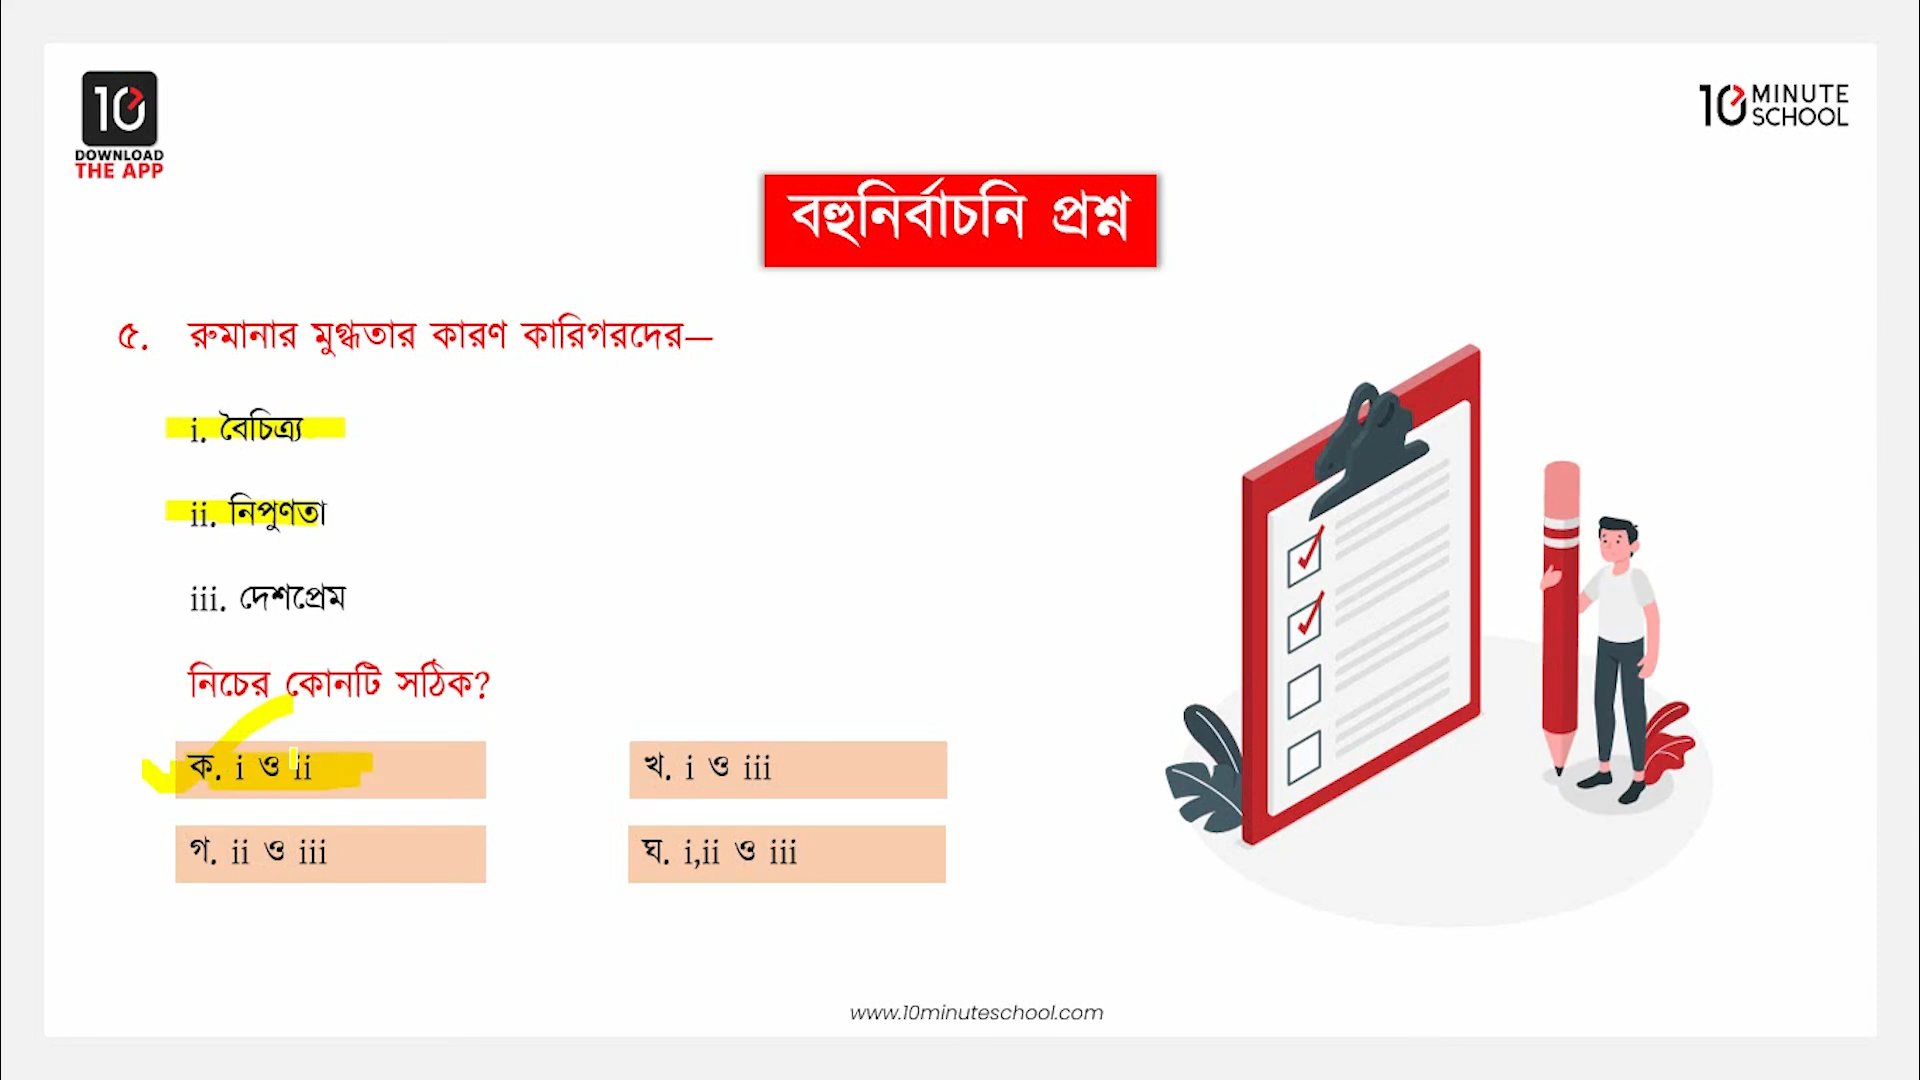 10
DOWNLOAD
THE APP
10 MINUTE
SCHOOL
বহুনির্বাচনি প্রশ্ন
৫. রুমানার মুগ্ধতার কারণ কারিগরদের—
i. বৈচিত্র্য
ii. নিপুণতা
iii. দেশপ্রেম
নিচের কোনটি সঠিক?
ক. i ও ii
খ. i ও iii
গ. ii ও iii
ঘ. i,ii ও iii
www.10minuteschool.com